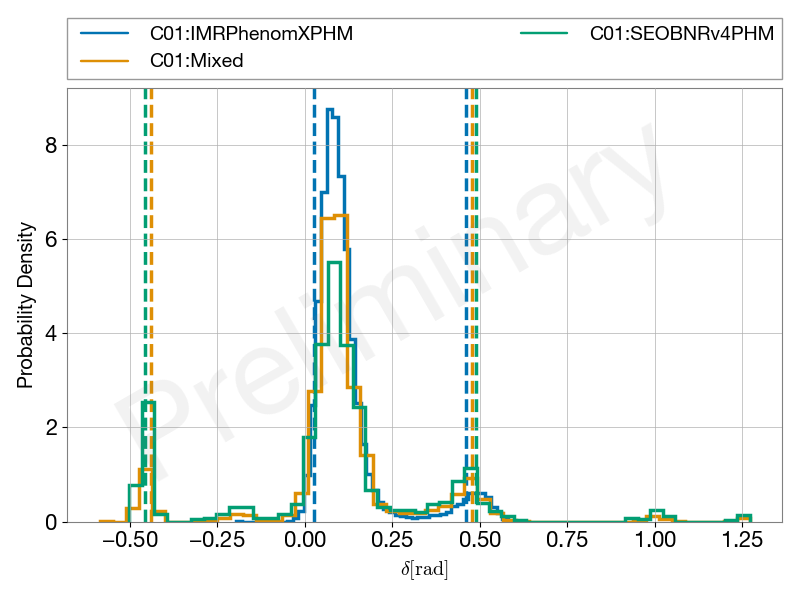 C01:IMRPhenomXPHM
C01:Mixed
C01:SEOBNRv4PHM
Preliminary
Probability Density
8
6
4
2
0
−0.50
−0.25
0.00
0.25
0.50
0.75
1.00
1.25
δ[rad]